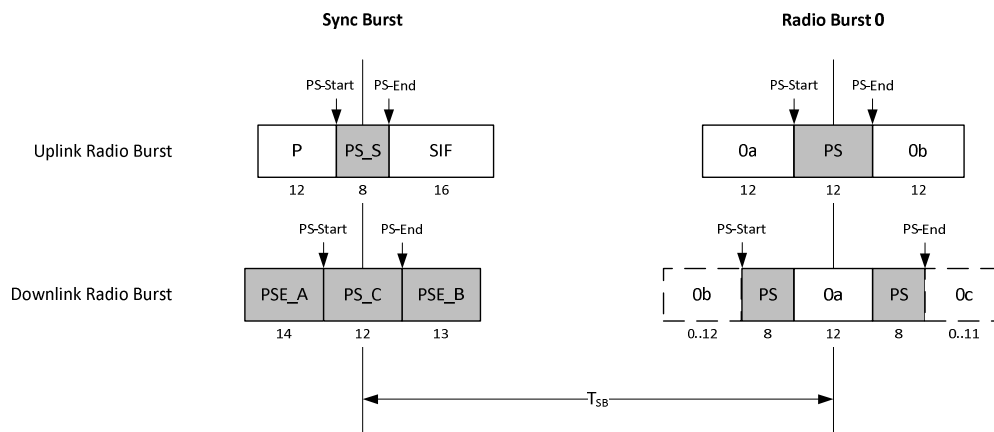 Sync Burst
Radio Burst 0
PS-Start
PS-End
PS-Start
PS-End
Uplink Radio Burst
P
PS_S
SIF
0a
PS
0b
12
8
16
12
12
12
PS-Start
PS-End
PS-Start
PS-End
Downlink Radio Burst
PSE_A
PS_C
PSE_B
0b
PS
0a
PS
0c
14
12
13
0..12
8
12
8
0..11
TSB